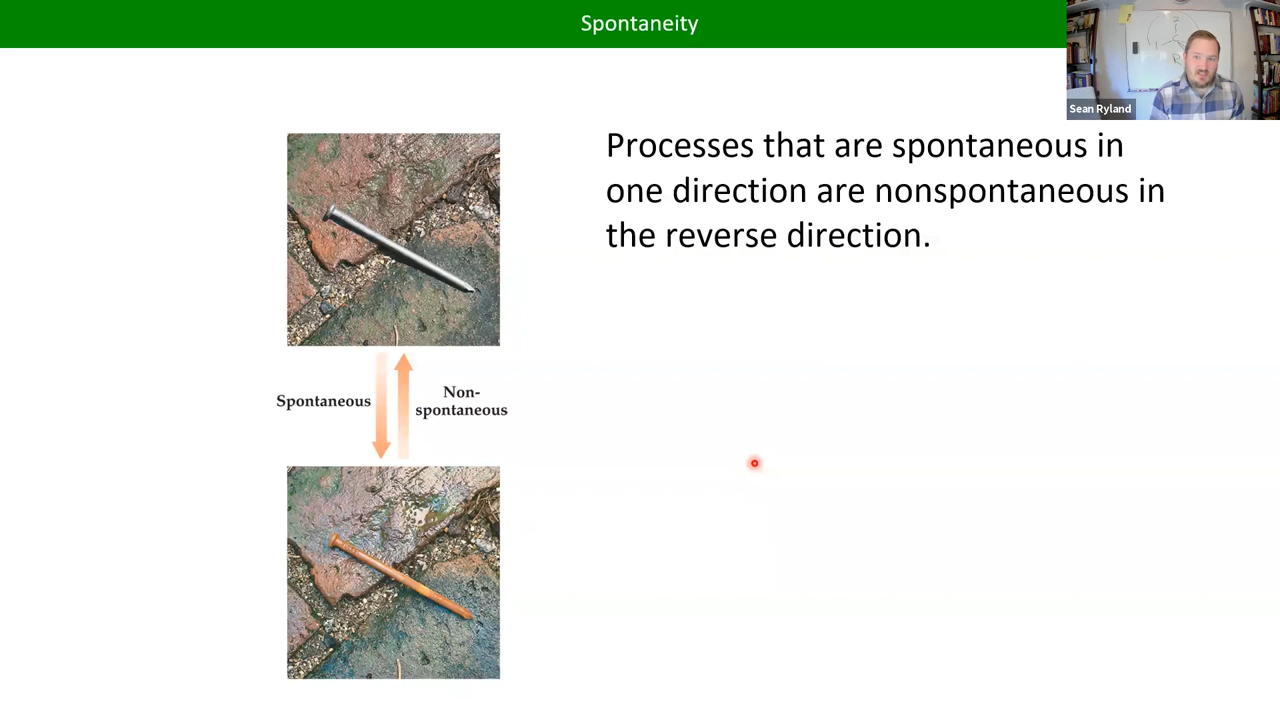 Spontaneity
Sean Ryland
Processes that are spontaneous in
one direction are nonspontaneous in
the reverse direction.
Spontaneous
Non-
spontaneous